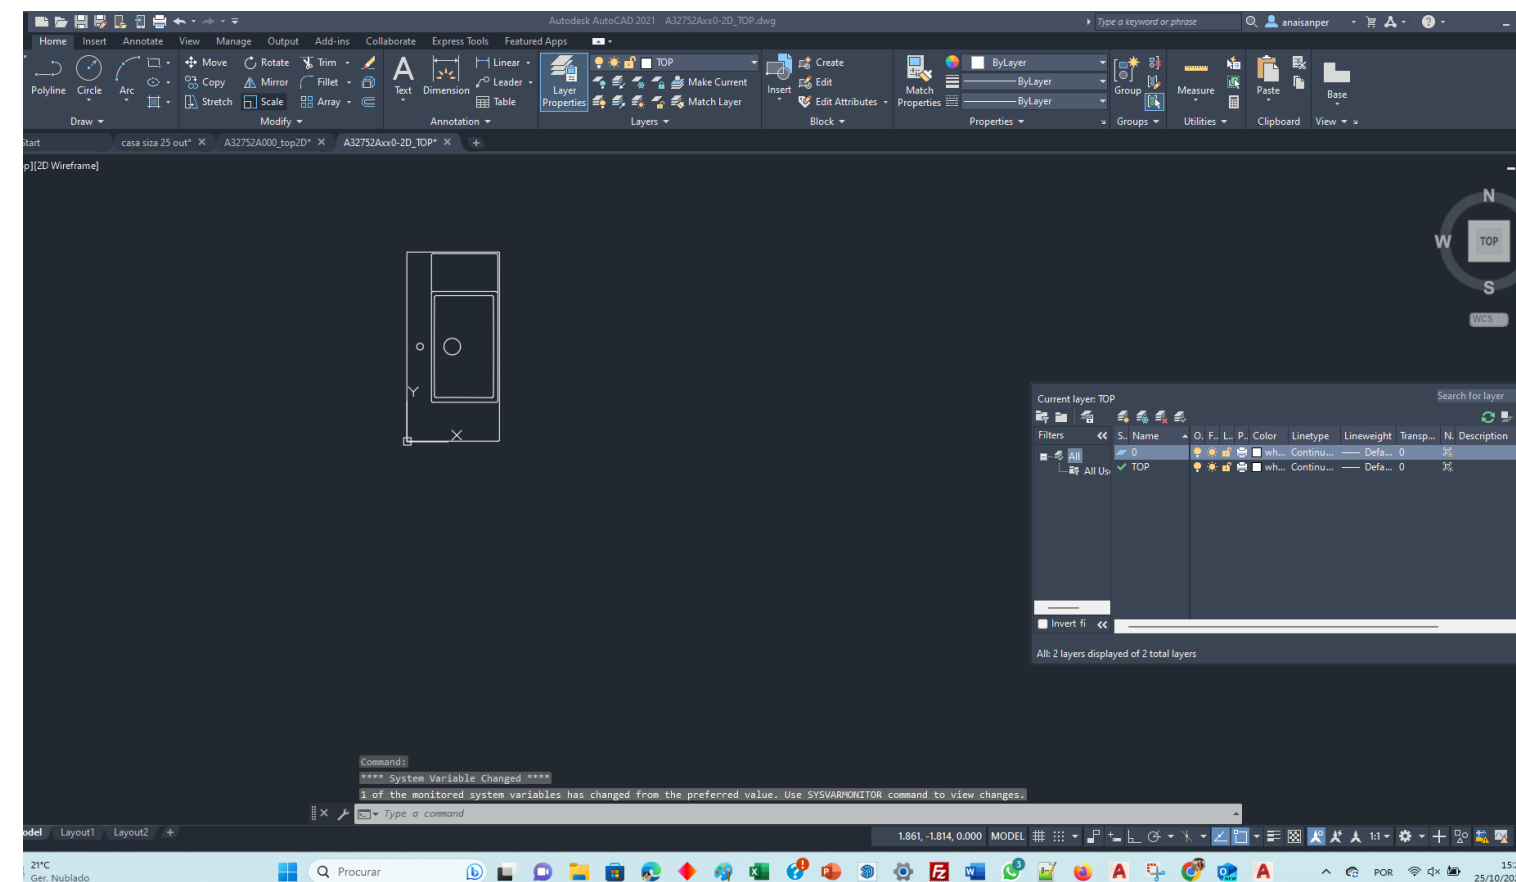 Autodesk AutoCAD 2021 A32752Axx0-2D_TOP.dwg
Type a keyword or phrase
anaisanper
Home Insert Annotate View Manage Output Add-ins Collaborate Express Tools Featured Apps
Polyline Circle Arc
Move Rotate Trim
Copy Mirror Fillet
Stretch Scale Array
Text Dimension
Linear
Leader
Table
Layer Properties
TOP
Make Current
Match Layer
Insert
Create
Edit
Edit Attributes
Match Properties
ByLayer
ByLayer
ByLayer
Group
Measure
Paste
Base
Draw Modify Annotation Layers Block Properties Groups Utilities Clipboard View
Start casa siza 25 out* A32752A000_top2D* A32752Axx0-2D_TOP* +
p][2D Wireframe]
N
W TOP
S
WCS
Y
X
Current layer: TOP
Search for layer
Filters
S.. Name O. F.. L.. P.. Color Linetype Lineweight Transp... N. Description
All
All Us
0 wh... Continu... Defa... 0
TOP wh... Continu... Defa... 0
Invert fi
All: 2 layers displayed of 2 total layers
Command:
**** System Variable Changed ****
1 of the monitored system variables has changed from the preferred value. Use SYSVARMONITOR command to view changes.
Type a command
odel Layout1 Layout2 +
1.861, -1.814, 0.000 MODEL 1:1
21°C
Ger. Nublado
Procurar
POR
15:2
25/10/202